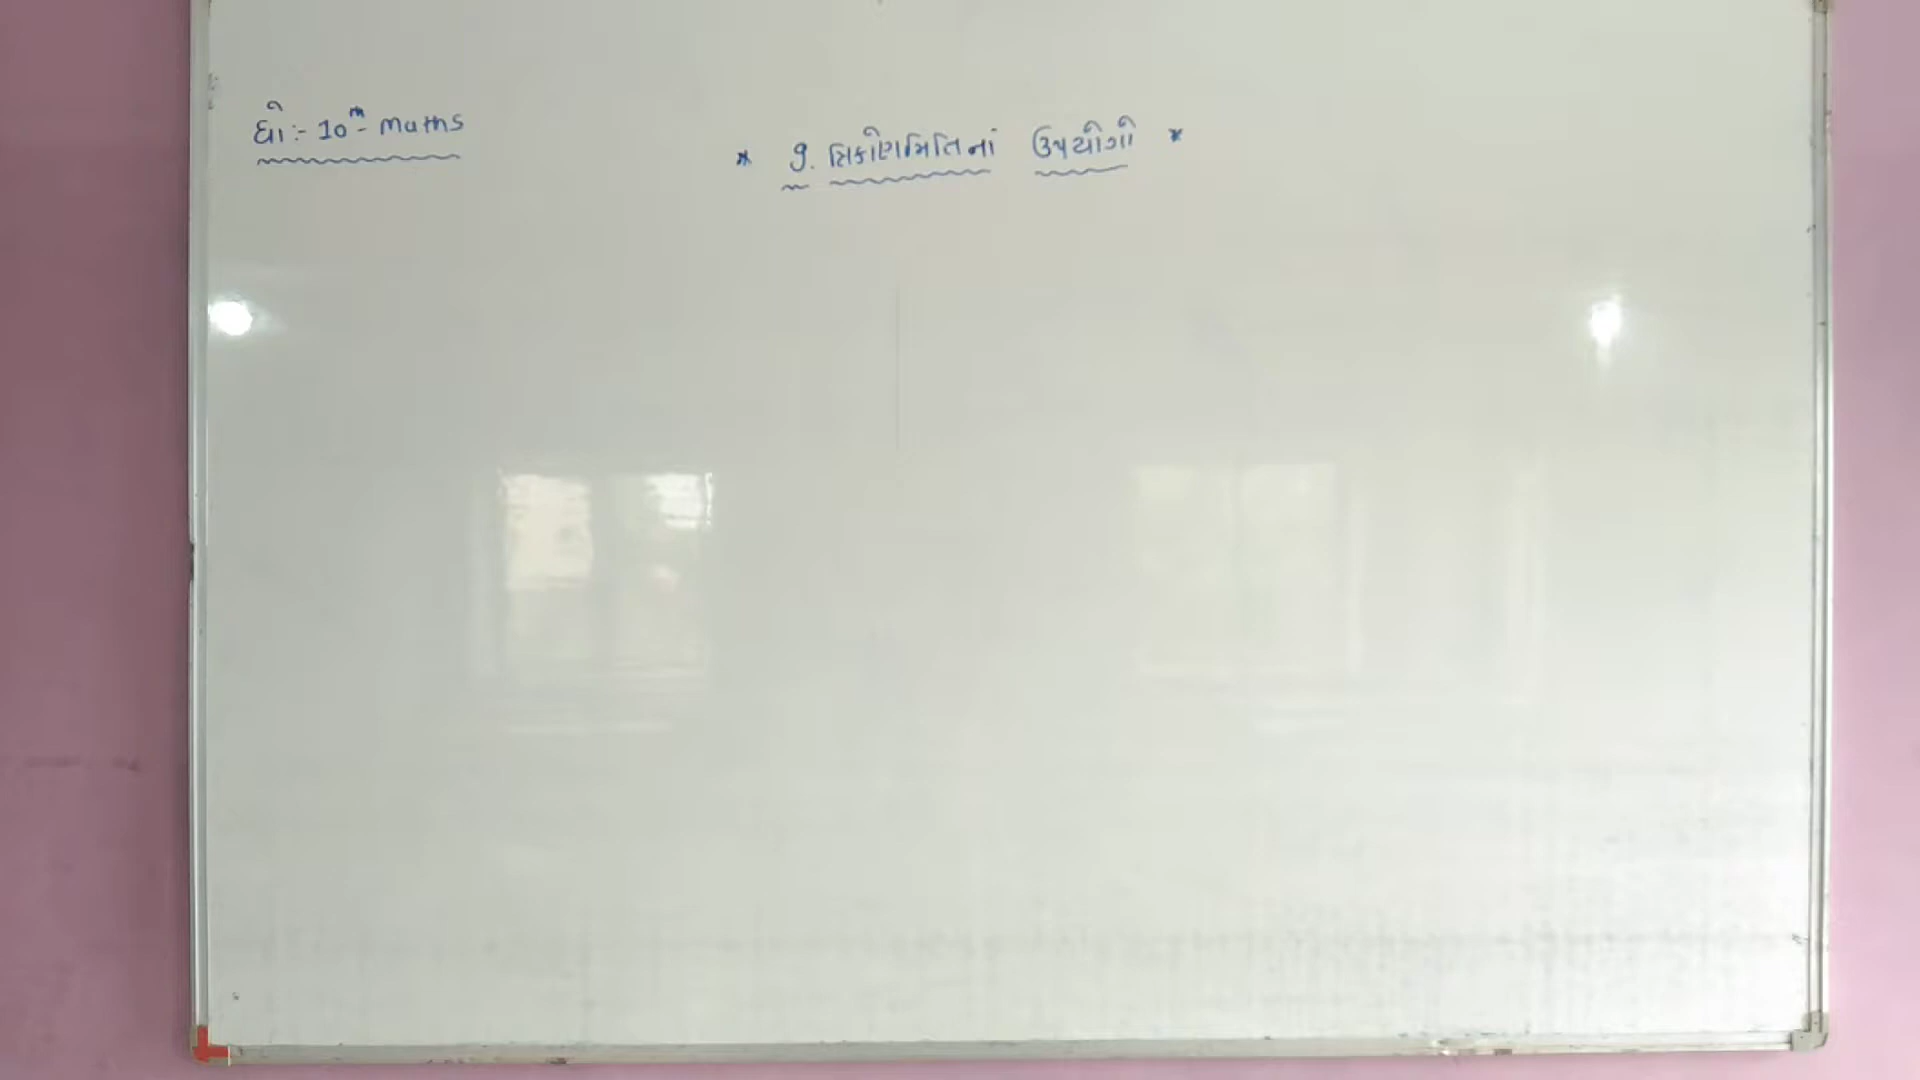 ધો :- 10th - Maths
* 9. ત્રિકોણમિતિનાં ઉપયોગો *